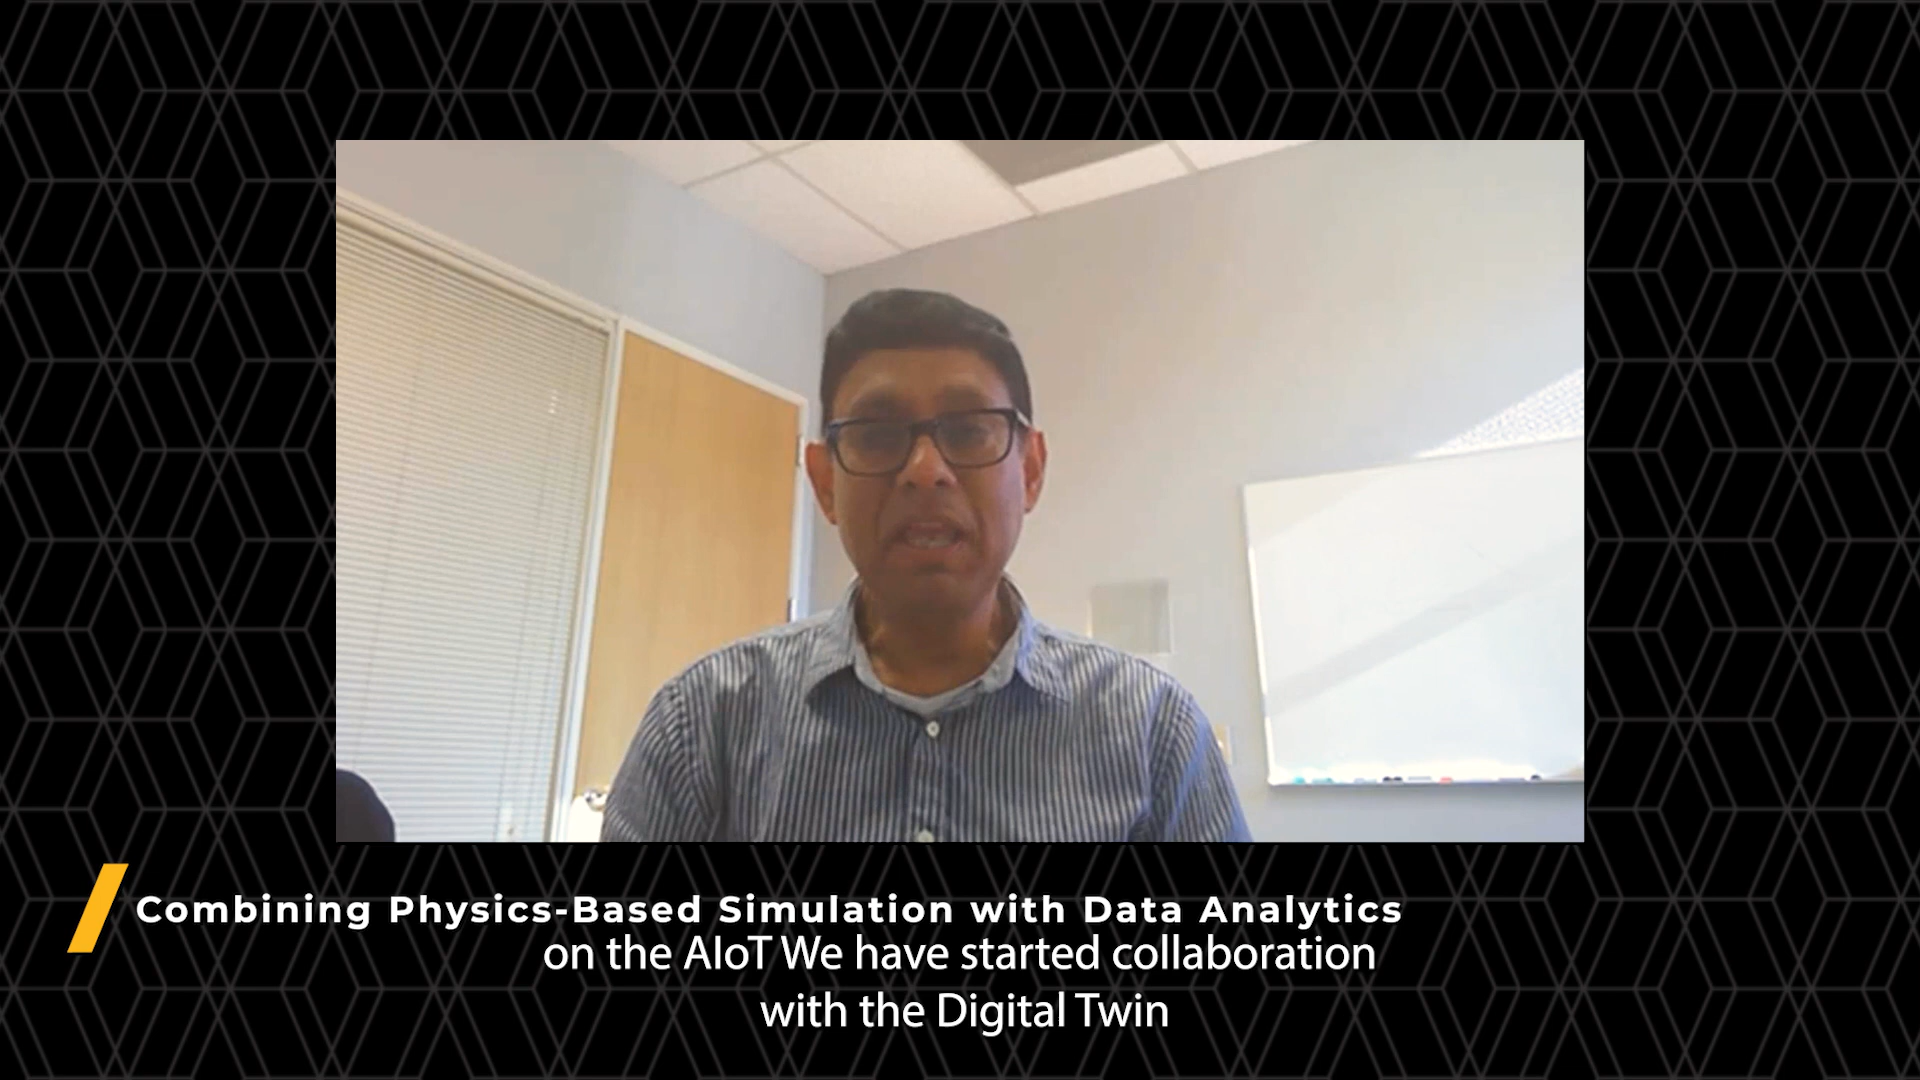 Combining Physics-Based Simulation with Data Analytics
on the AIoT We have started collaboration
with the Digital Twin